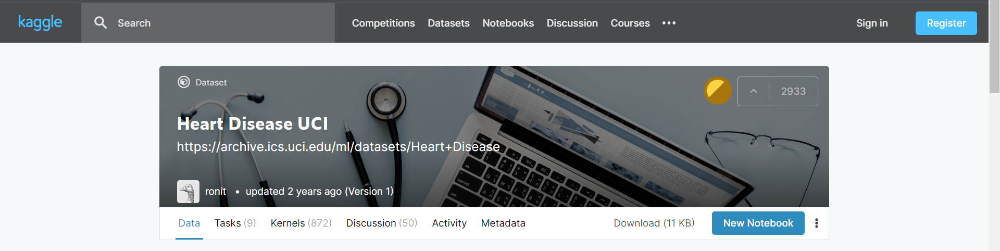 kaggle Search Competitions Datasets Notebooks Discussion Courses Sign in Register
Dataset
2933
Heart Disease UCI
https://archive.ics.uci.edu/ml/datasets/Heart+Disease
ronit • updated 2 years ago (Version 1)
Data Tasks (9) Kernels (872) Discussion (50) Activity Metadata Download (11 KB) New Notebook